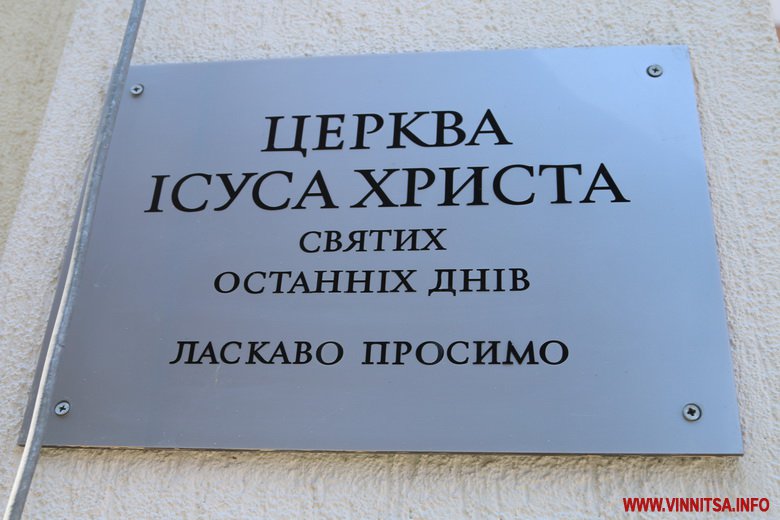 ЦЕРКВА
ІСУСА ХРИСТА
СВЯТИХ
ОСТАННІХ ДНІВ
ЛАСКАВО ПРОСИМО
WWW.VINNITSA.INFO